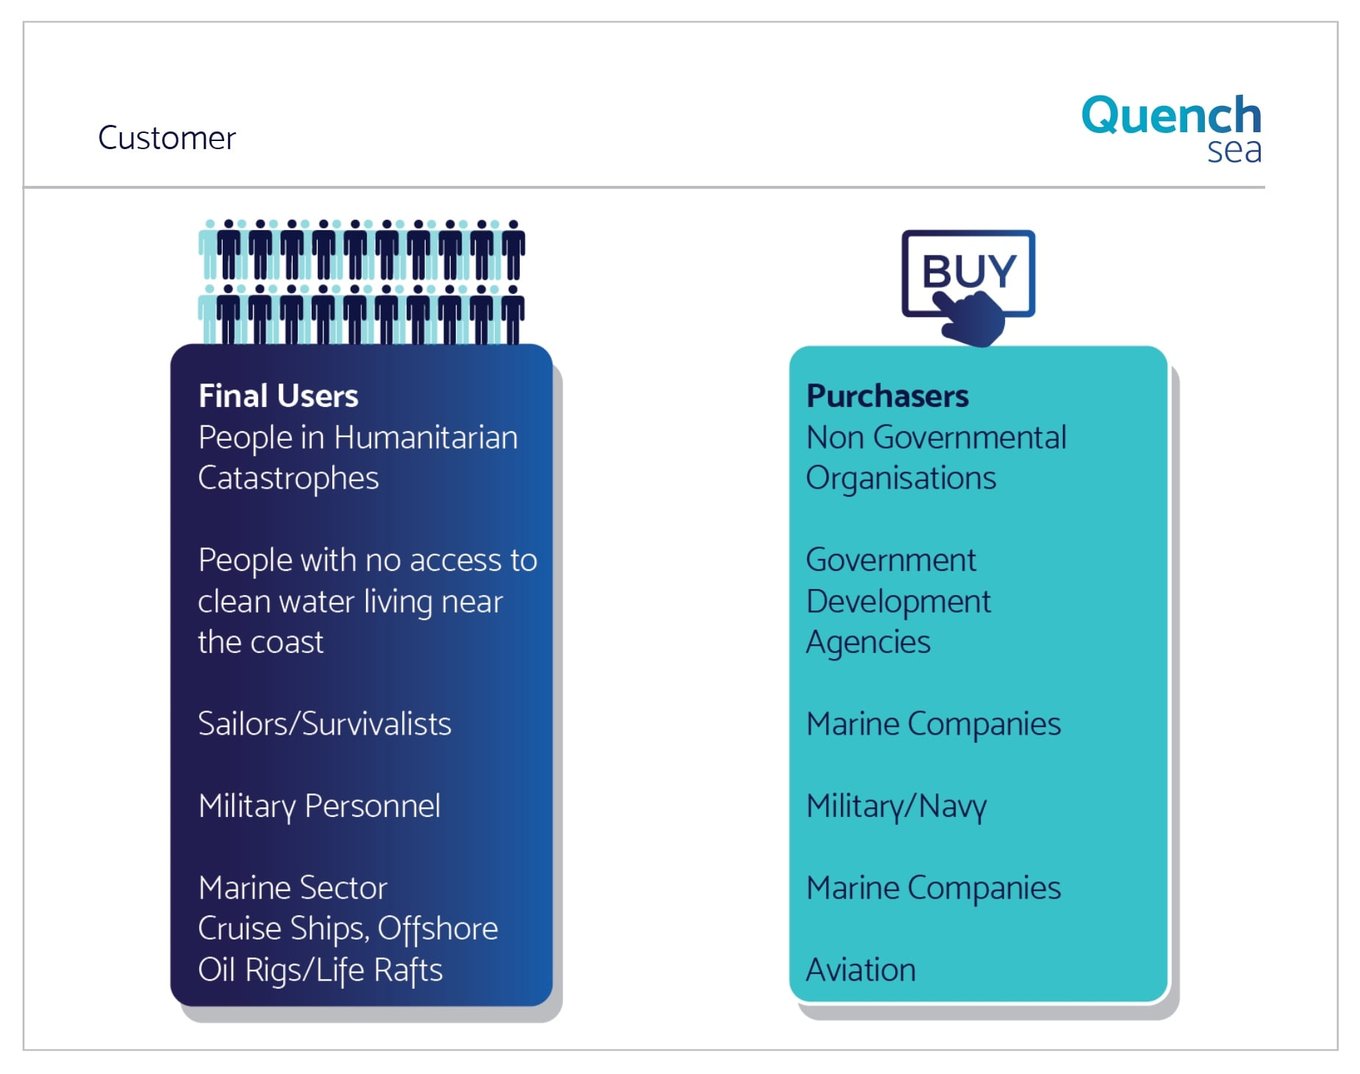 Customer
Quench
sea
BUY
Final Users
People in Humanitarian
Catastrophes
People with no access to
clean water living near
the coast
Sailors/Survivalists
Military Personnel
Marine Sector
Cruise Ships, Offshore
Oil Rigs/Life Rafts
Purchasers
Non Governmental
Organisations
Government
Development
Agencies
Marine Companies
Military/Navy
Marine Companies
Aviation